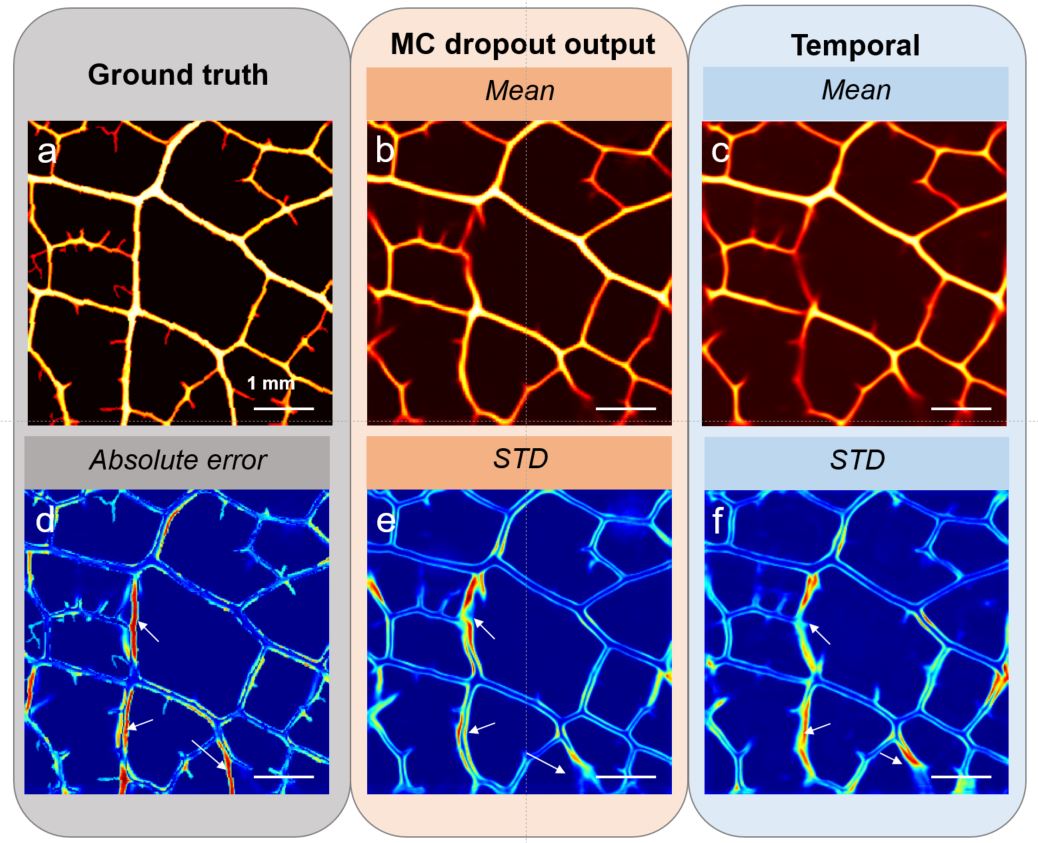 Ground truth
MC dropout output
Temporal
Mean
Mean
a
b
c
1 mm
Absolute error
STD
STD
d
e
f